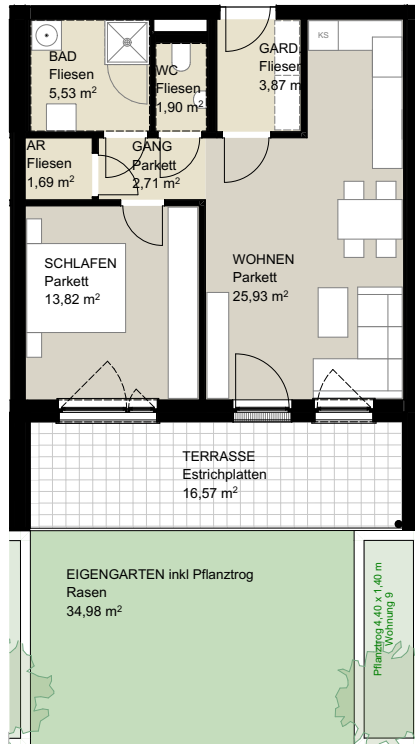 KS
BAD
Fliesen
5,53 m²
WC
Fliesen
1,90 m²
GARD.
Fliesen
3,87 m
AR
Fliesen
1,69 m²
GANG
Parkett
2,71 m²
SCHLAFEN
Parkett
13,82 m²
WOHNEN
Parkett
25,93 m²
TERRASSE
Estrichplatten
16,57 m²
EIGENGARTEN inkl Pflanztrog
Rasen
34,98 m²
Pflanztrog 4,40 x 1,40 m
Wohnung 9